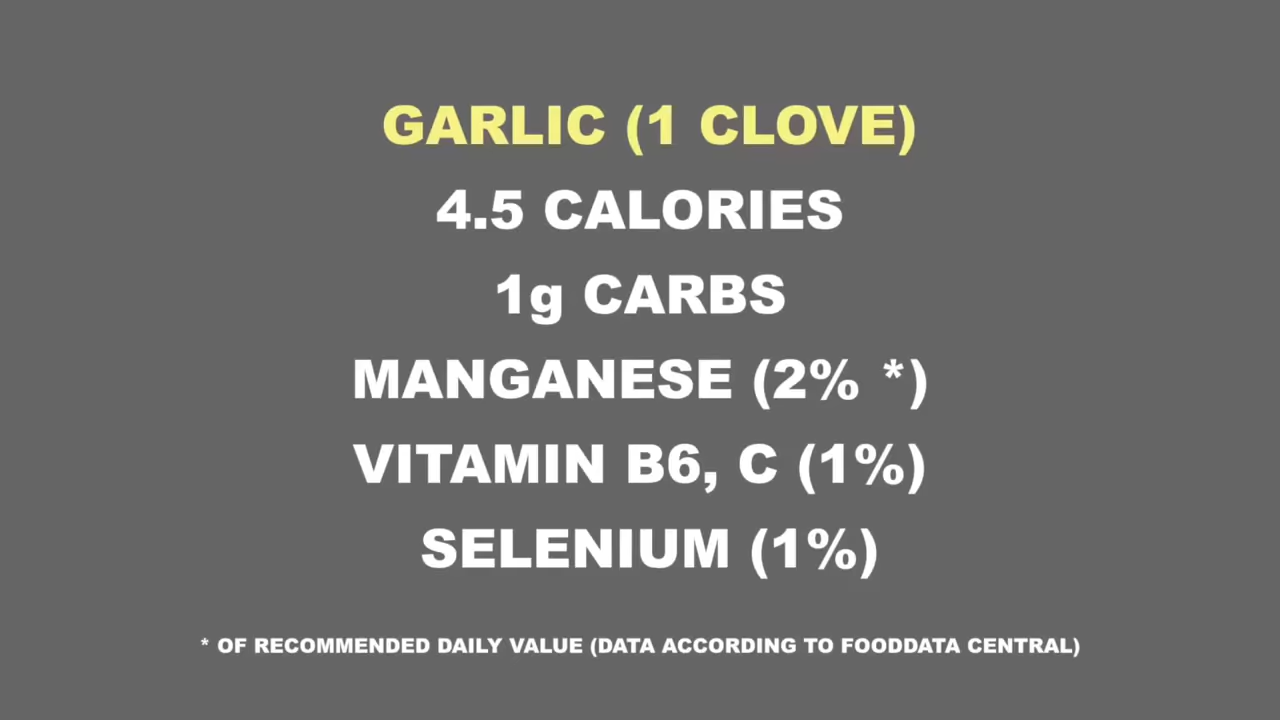 GARLIC (1 CLOVE)
4.5 CALORIES
1g CARBS
MANGANESE (2% *)
VITAMIN B6, C (1%)
SELENIUM (1%)
* OF RECOMMENDED DAILY VALUE (DATA ACCORDING TO FOODDATA CENTRAL)